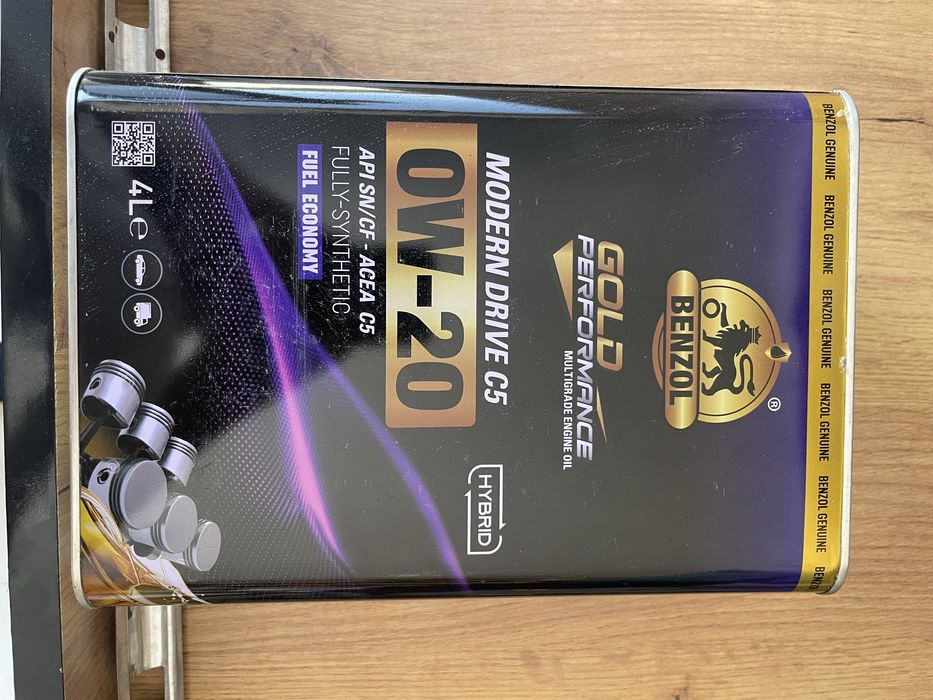 BENZOL GENUINE BENZOL GENUINE BENZOL GENUINE BENZOL GENUINE BENZOL GENUINE BENZOL
BENZOL ®
GOLD
PERFORMANCE
MULTIGRADE ENGINE OIL
MODERN DRIVE C5
HYBRID
0W-20
API SN/CF - ACEA C5
FULLY-SYNTHETIC
FUEL ECONOMY
4L℮